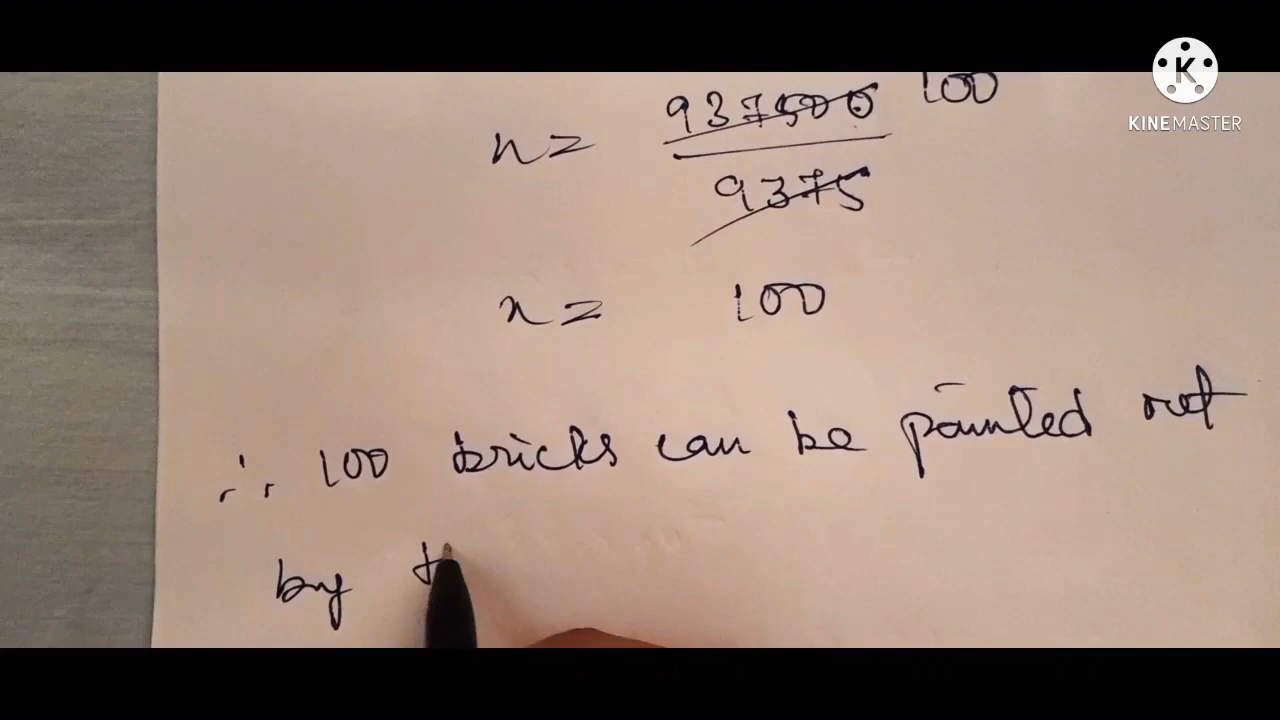 K
KINEMASTER
n = 937500 100
9375
n = 100
∴ 100 bricks can be painted out
by t